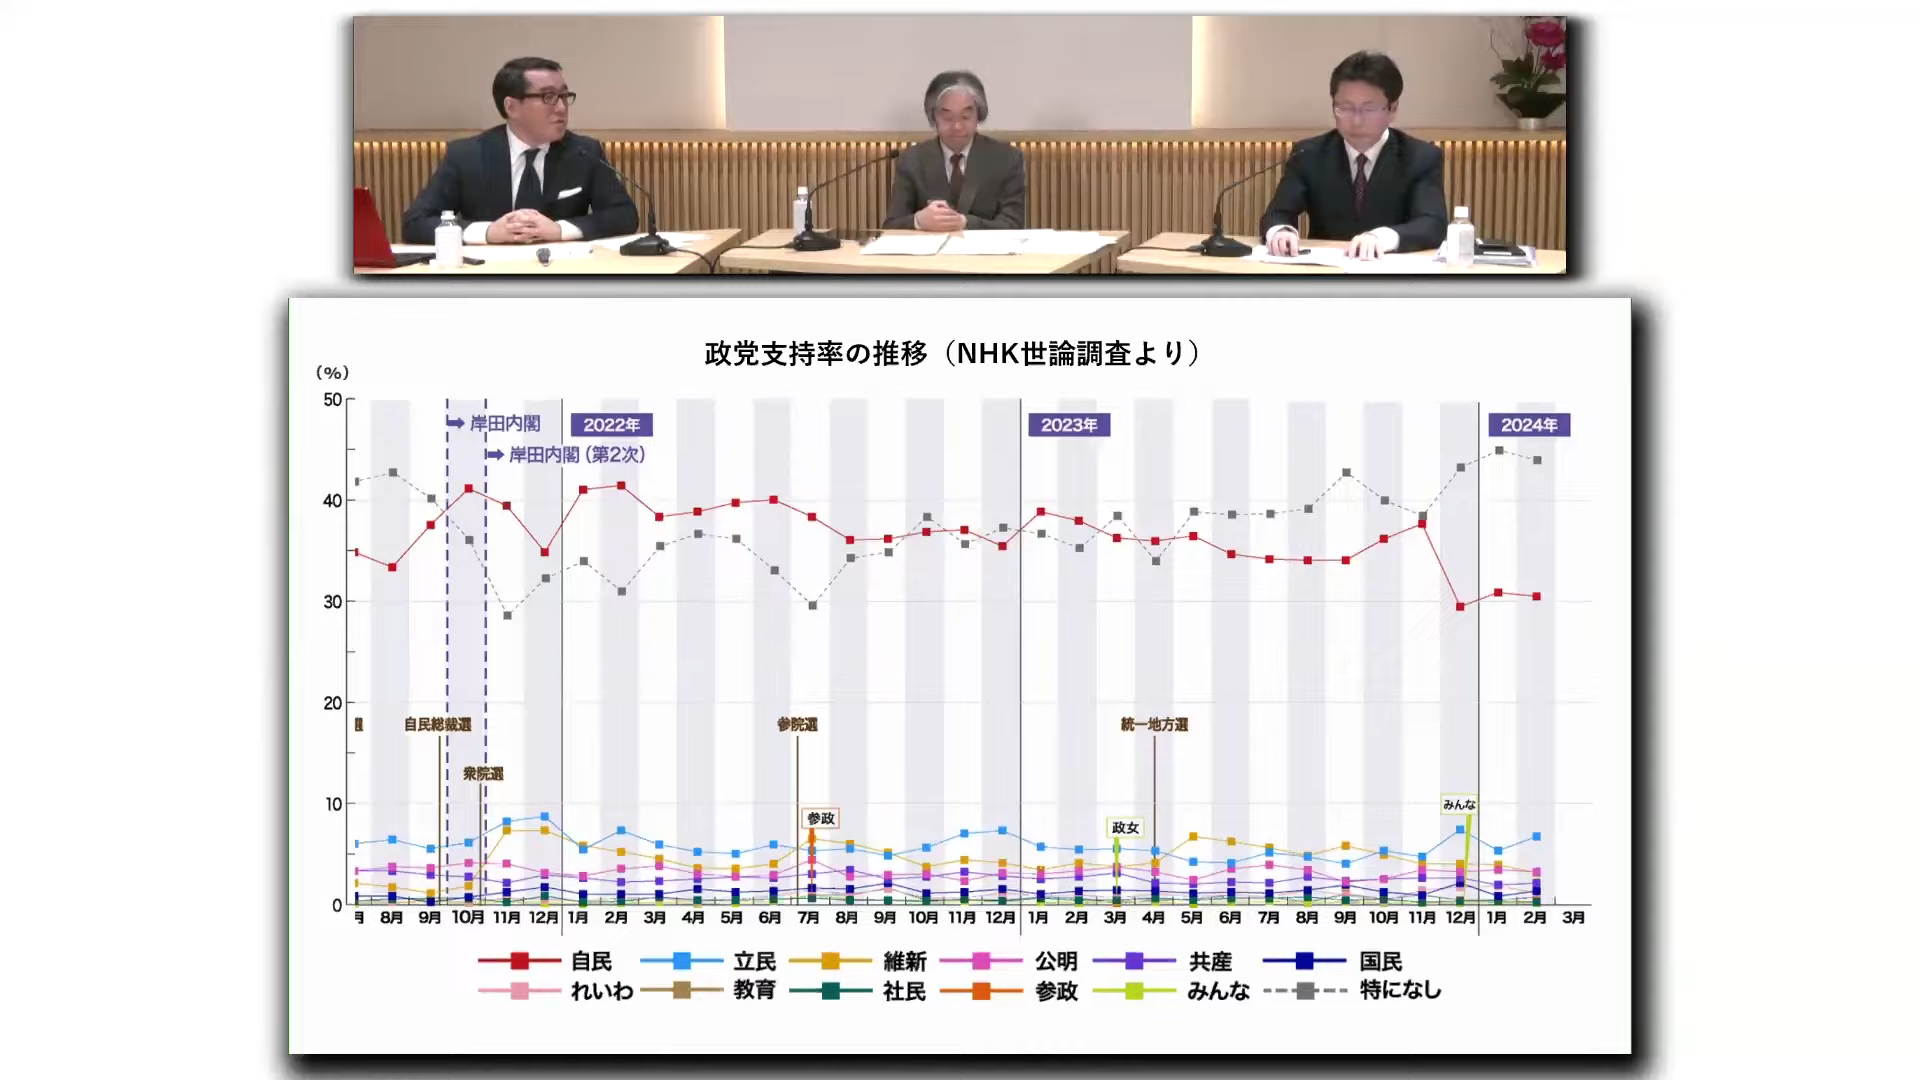 政党支持率の推移（NHK世論調査より）
(%)
50
40
30
20
10
0
岸田内閣
岸田内閣（第2次）
2022年
2023年
2024年
自民総裁選
衆院選
参院選
統一地方選
参政
政女
みんな
8月 9月 10月 11月 12月 1月 2月 3月 4月 5月 6月 7月 8月 9月 10月 11月 12月 1月 2月 3月 4月 5月 6月 7月 8月 9月 10月 11月 12月 1月 2月 3月
自民 立民 維新 公明 共産 国民
れいわ 教育 社民 参政 みんな 特になし